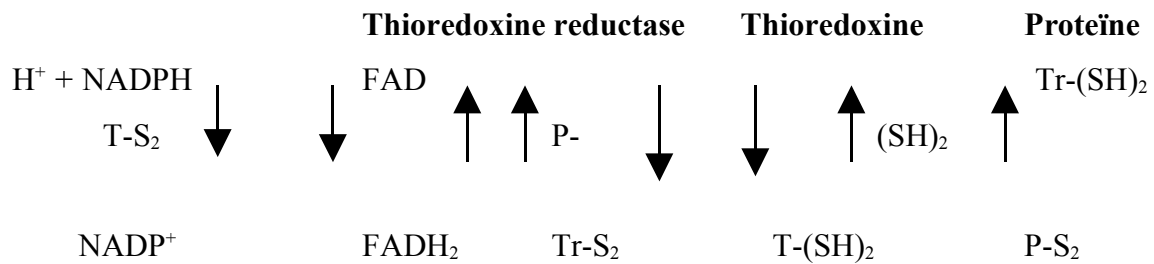 Thioredoxine reductase Thioredoxine Proteïne
H⁺ + NADPH FAD Tr-(SH)₂
T-S₂ P- (SH)₂
NADP⁺ FADH₂ Tr-S₂ T-(SH)₂ P-S₂